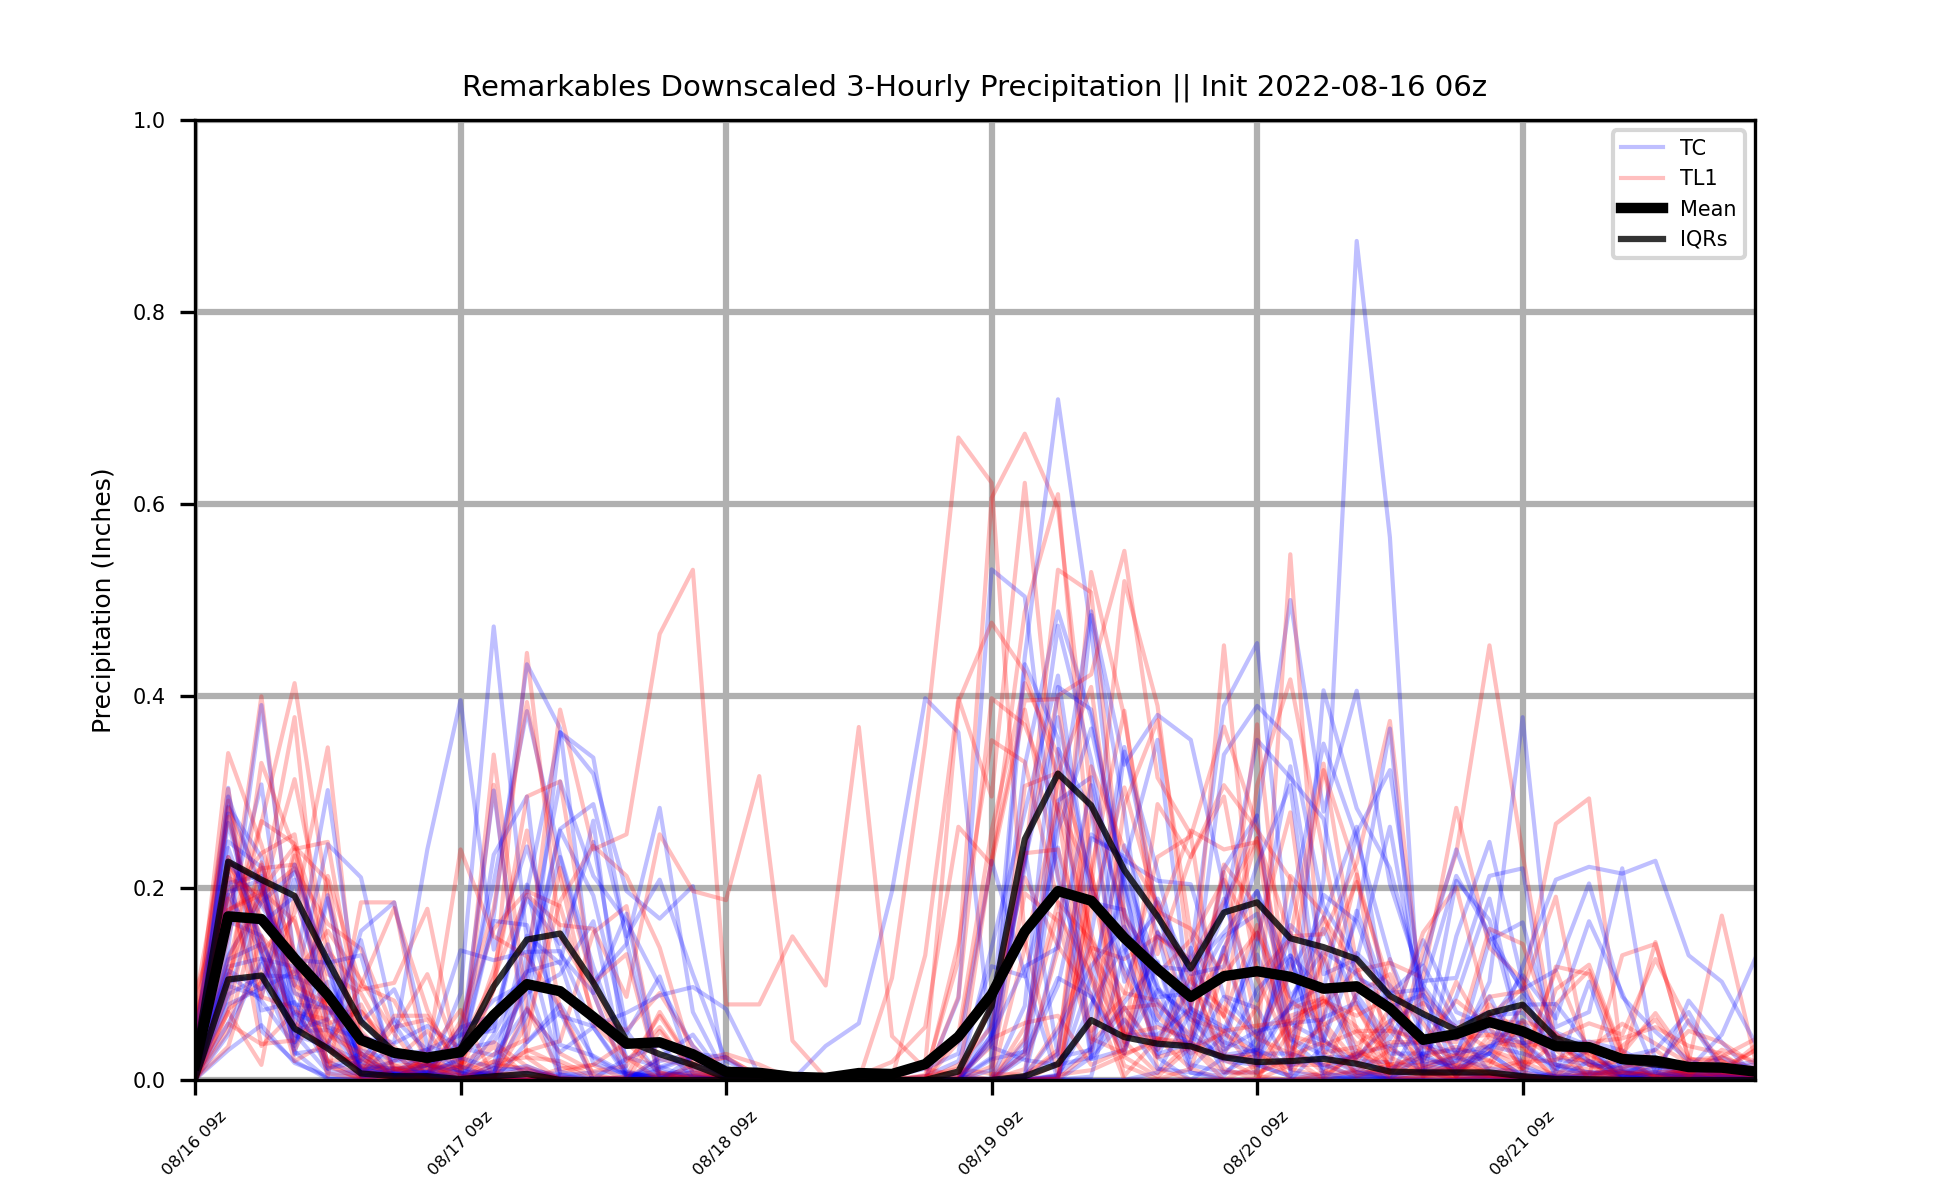 Remarkables Downscaled 3-Hourly Precipitation || Init 2022-08-16 06z
Precipitation (Inches)
1.0
0.8
0.6
0.4
0.2
0.0
TC
TL1
Mean
IQRs
08/16 09z
08/17 09z
08/18 09z
08/19 09z
08/20 09z
08/21 09z